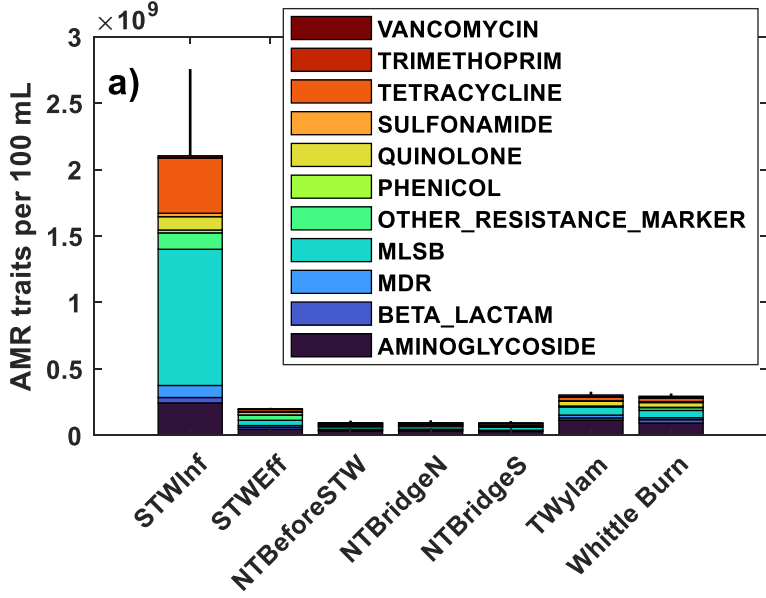 ×10⁹
a)
AMR traits per 100 mL
3
2.5
2
1.5
1
0.5
0
VANCOMYCIN
TRIMETHOPRIM
TETRACYCLINE
SULFONAMIDE
QUINOLONE
PHENICOL
OTHER_RESISTANCE_MARKER
MLSB
MDR
BETA_LACTAM
AMINOGLYCOSIDE
STWInf
STWEff
NTBeforeSTW
NTBridgeN
NTBridgeS
TWylam
Whittle Burn